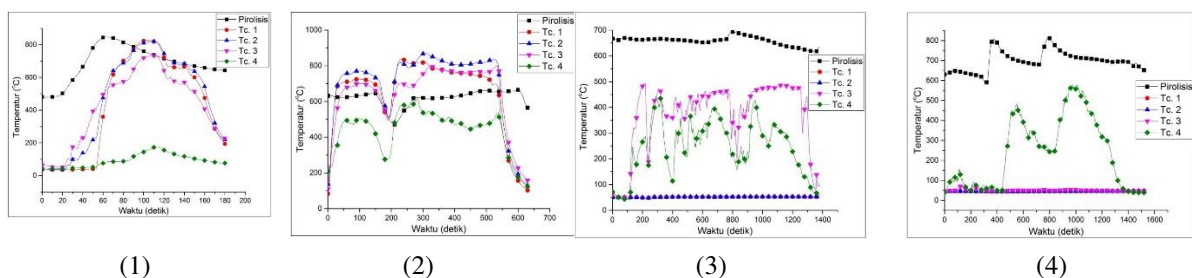 Pirolisis
Tc. 1
Tc. 2
Tc. 3
Tc. 4
800
600
400
200
0
Temperatur (°C)
0 20 40 60 80 100 120 140 160 180 200
Waktu (detik)
(1)
Pirolisis
Tc. 1
Tc. 2
Tc. 3
Tc. 4
1000
800
600
400
200
0
Temperatur (°C)
0 100 200 300 400 500 600 700
Waktu (detik)
(2)
Pirolisis
Tc. 1
Tc. 2
Tc. 3
Tc. 4
700
600
500
400
300
200
100
0
Temperatur (°C)
0 200 400 600 800 1000 1200 1400
Waktu (detik)
(3)
Pirolisis
Tc. 1
Tc. 2
Tc. 3
Tc. 4
800
700
600
500
400
300
200
100
0
Temperatur (°C)
0 200 400 600 800 1000 1200 1400 1600
Waktu (detik)
(4)